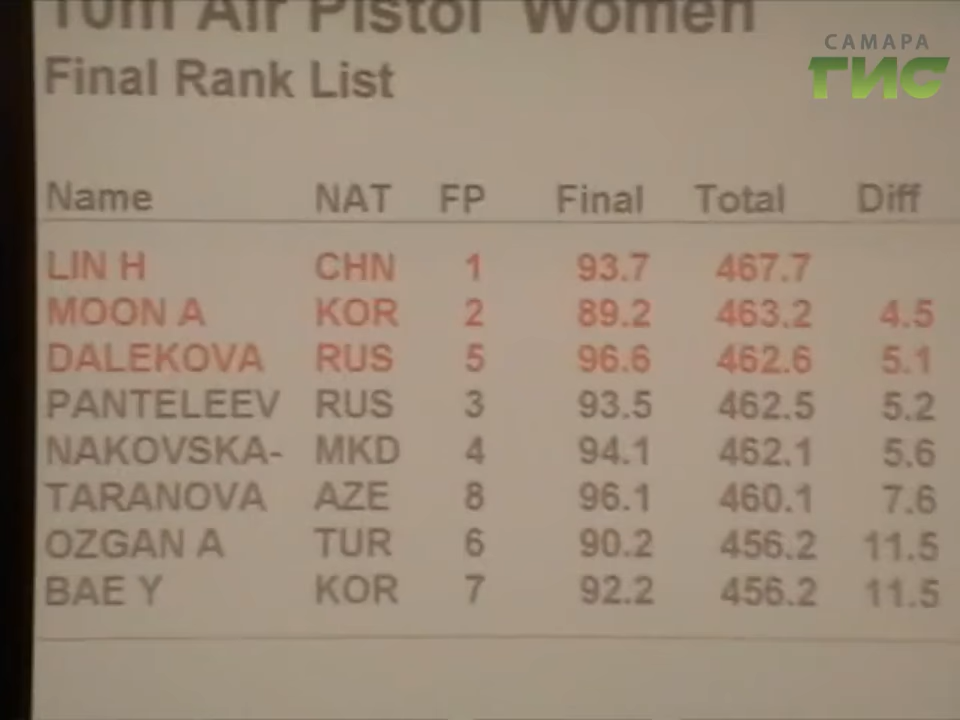 10m Air Pistol Women
САМАРА
ГИС
Final Rank List
Name NAT FP Final Total Diff
LIN H CHN 1 93.7 467.7
MOON A KOR 2 89.2 463.2 4.5
DALEKOVA RUS 5 96.6 462.6 5.1
PANTELEEV RUS 3 93.5 462.5 5.2
NAKOVSKA- MKD 4 94.1 462.1 5.6
TARANOVA AZE 8 96.1 460.1 7.6
OZGAN A TUR 6 90.2 456.2 11.5
BAE Y KOR 7 92.2 456.2 11.5